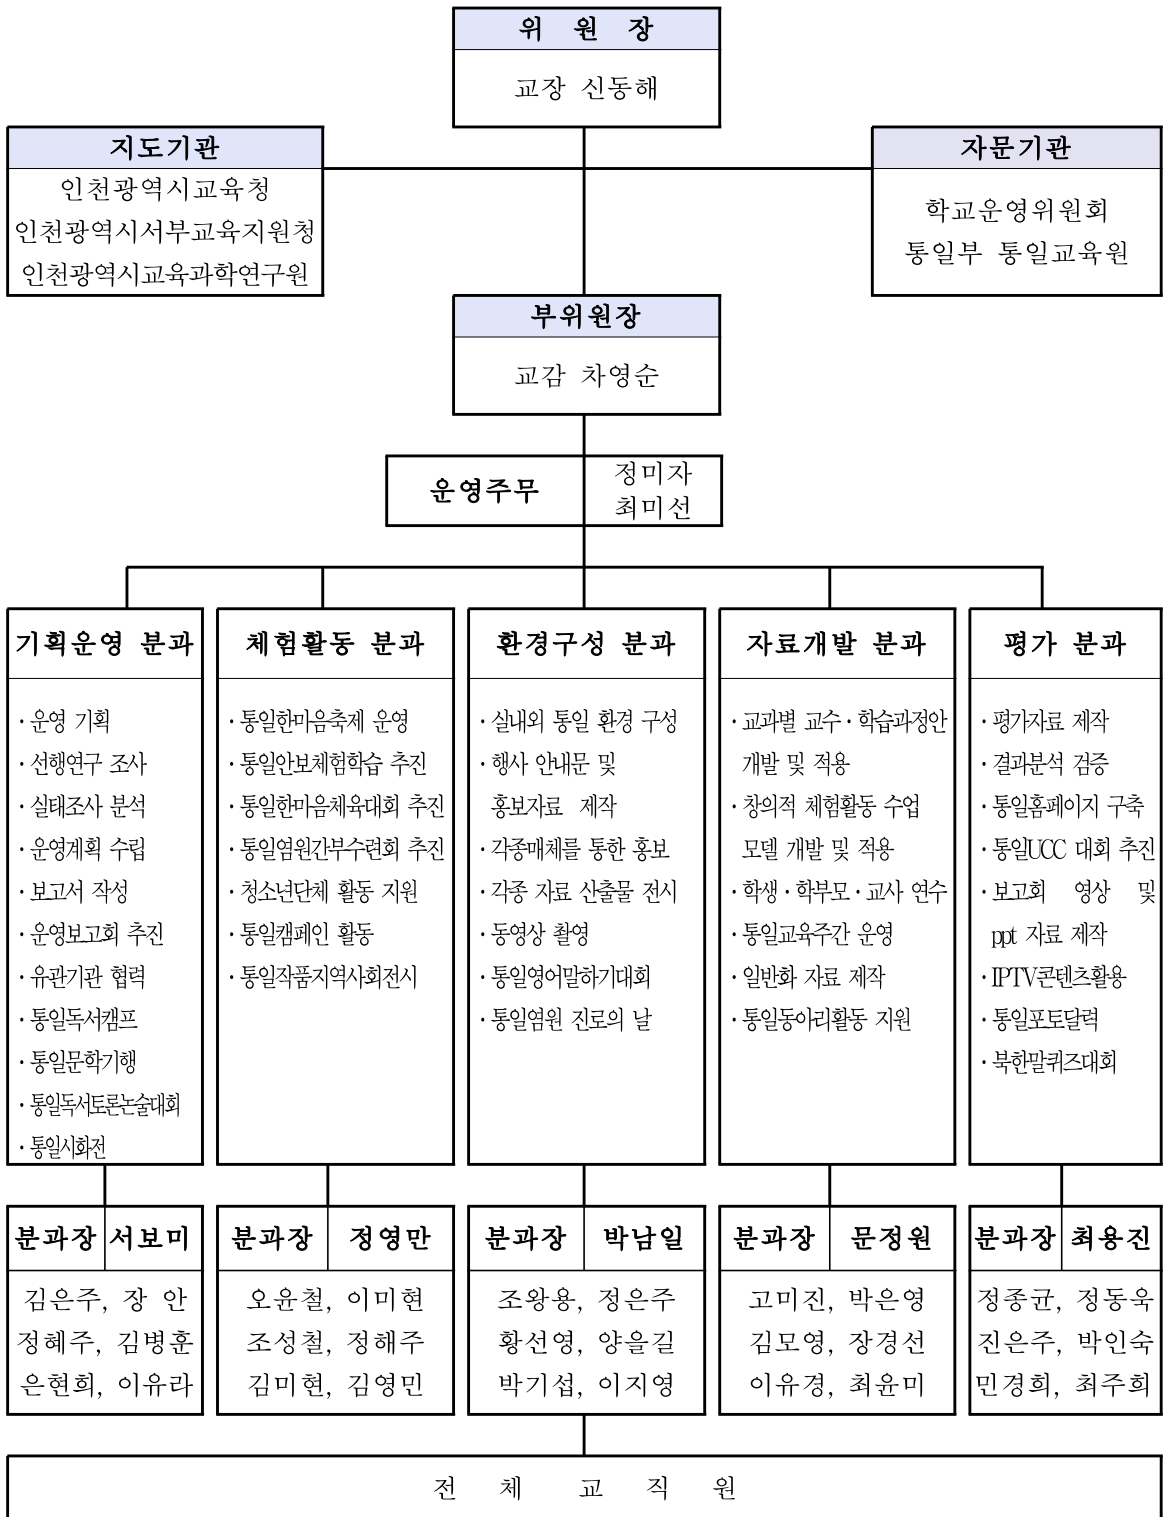 위 원 장
교장 신동해
지도기관
인천광역시교육청
인천광역시서부교육지원청
인천광역시교육과학연구원
자문기관
학교운영위원회
통일부 통일교육원
부위원장
교감 차영순
운영주무
정미자
최미선
기획운영 분과
· 운영 기획
· 선행연구 조사
· 실태조사 분석
· 운영계획 수립
· 보고서 작성
· 운영보고회 추진
· 유관기관 협력
· 통일독서캠프
· 통일문학기행
· 통일독서토론논술대회
· 통일시화전
체험활동 분과
· 통일한마음축제 운영
· 통일안보체험학습 추진
· 통일한마음체육대회 추진
· 통일염원간부수련회 추진
· 청소년단체 활동 지원
· 통일캠페인 활동
· 통일작품지역사회전시
환경구성 분과
· 실내외 통일 환경 구성
· 행사 안내문 및
홍보자료 제작
· 각종매체를 통한 홍보
· 각종 자료 산출물 전시
· 동영상 촬영
· 통일영어말하기대회
· 통일염원 진로의 날
자료개발 분과
· 교과별 교수·학습과정안
개발 및 적용
· 창의적 체험활동 수업
모델 개발 및 적용
· 학생·학부모·교사 연수
· 통일교육주간 운영
· 일반화 자료 제작
· 통일동아리활동 지원
평가 분과
· 평가자료 제작
· 결과분석 검증
· 통일홈페이지 구축
· 통일UCC 대회 추진
· 보고회 영상 및
ppt 자료 제작
· IPTV콘텐츠활용
· 통일포토달력
· 북한말퀴즈대회
분과장 서보미
김은주, 장 안
정혜주, 김병훈
은현희, 이유라
분과장 정영만
오윤철, 이미현
조성철, 정해주
김미현, 김영민
분과장 박남일
조왕용, 정은주
황선영, 양을길
박기섭, 이지영
분과장 문정원
고미진, 박은영
김모영, 장경선
이유경, 최윤미
분과장 최용진
정종균, 정동욱
진은주, 박인숙
민경희, 최주희
전 체 교 직 원